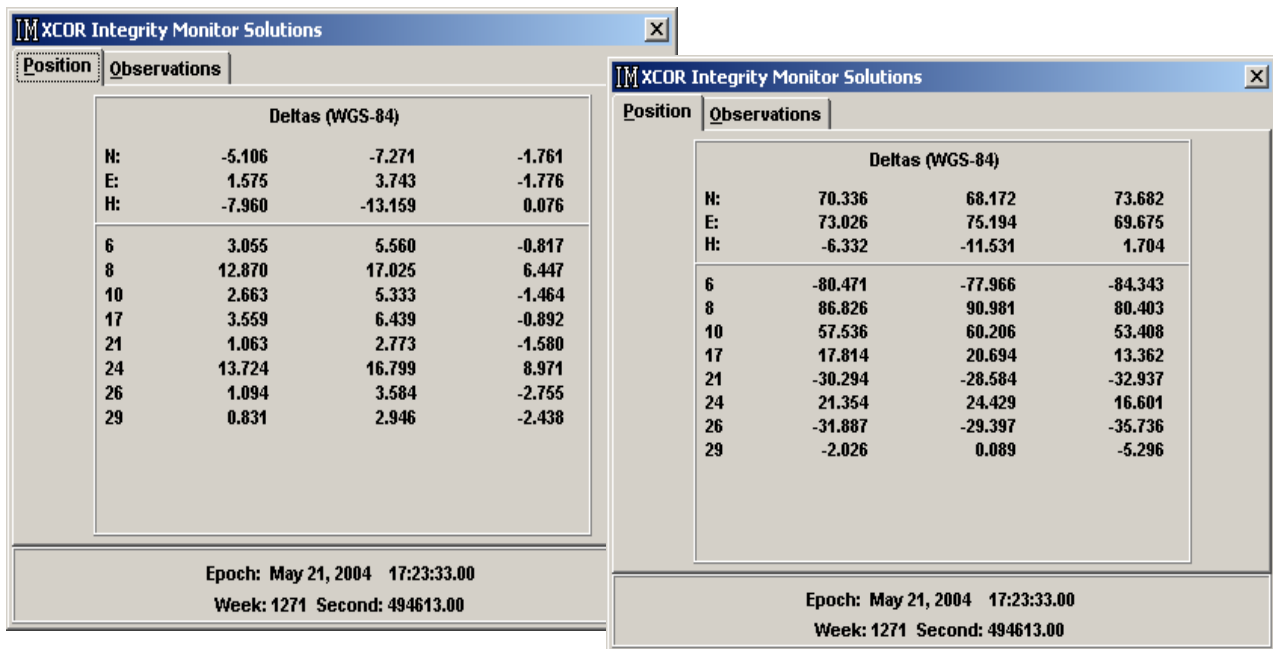 IM XCOR Integrity Monitor Solutions
Position Observations
Deltas (WGS-84)
N: -5.106 -7.271 -1.761
E: 1.575 3.743 -1.776
H: -7.960 -13.159 0.076
6 3.055 5.560 -0.817
8 12.870 17.025 6.447
10 2.663 5.333 -1.464
17 3.559 6.439 -0.892
21 1.063 2.773 -1.580
24 13.724 16.799 8.971
26 1.094 3.584 -2.755
29 0.831 2.946 -2.438
Epoch: May 21, 2004 17:23:33.00
Week: 1271 Second: 494613.00
IM XCOR Integrity Monitor Solutions
Position Observations
Deltas (WGS-84)
N: 70.336 68.172 73.682
E: 73.026 75.194 69.675
H: -6.332 -11.531 1.704
6 -80.471 -77.966 -84.343
8 86.826 90.981 80.403
10 57.536 60.206 53.408
17 17.814 20.694 13.362
21 -30.294 -28.584 -32.937
24 21.354 24.429 16.601
26 -31.887 -29.397 -35.736
29 -2.026 0.089 -5.296
Epoch: May 21, 2004 17:23:33.00
Week: 1271 Second: 494613.00